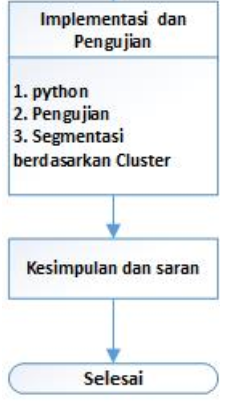 Implementasi dan
Pengujian
1. python
2. Pengujian
3. Segmentasi
berdasarkan Cluster
Kesimpulan dan saran
Selesai